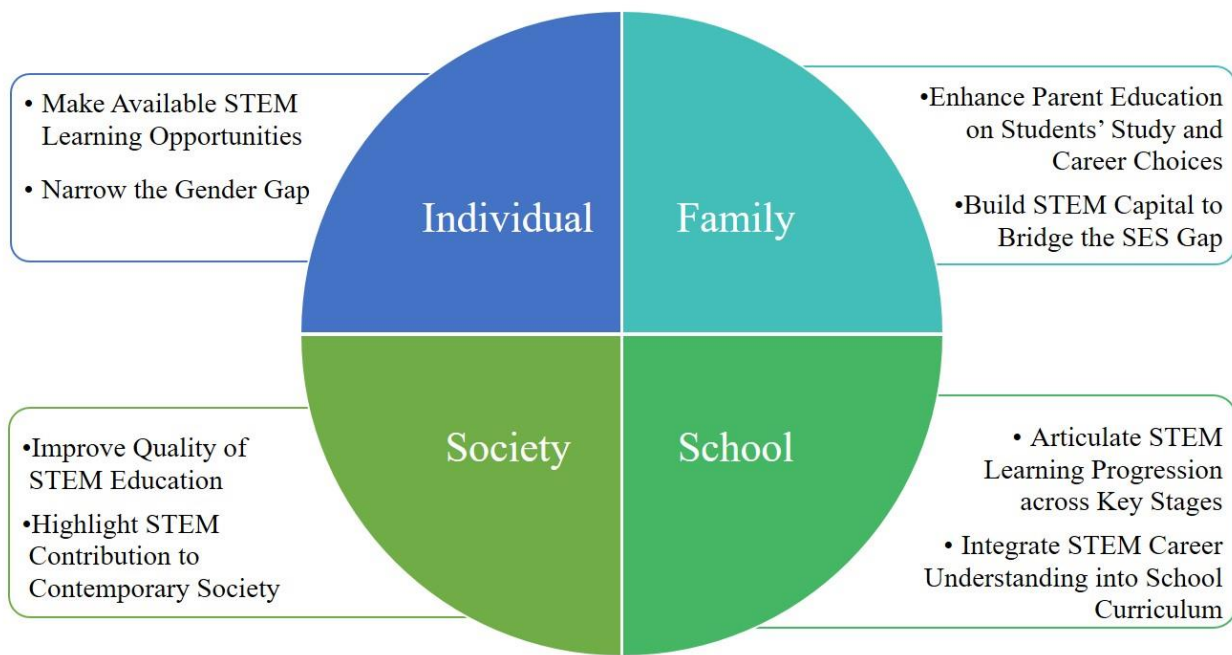 • Make Available STEM
Learning Opportunities
• Narrow the Gender Gap
Individual
Family
•Enhance Parent Education
on Students’ Study and
Career Choices
•Build STEM Capital to
Bridge the SES Gap
•Improve Quality of
STEM Education
•Highlight STEM
Contribution to
Contemporary Society
Society
School
• Articulate STEM
Learning Progression
across Key Stages
• Integrate STEM Career
Understanding into School
Curriculum